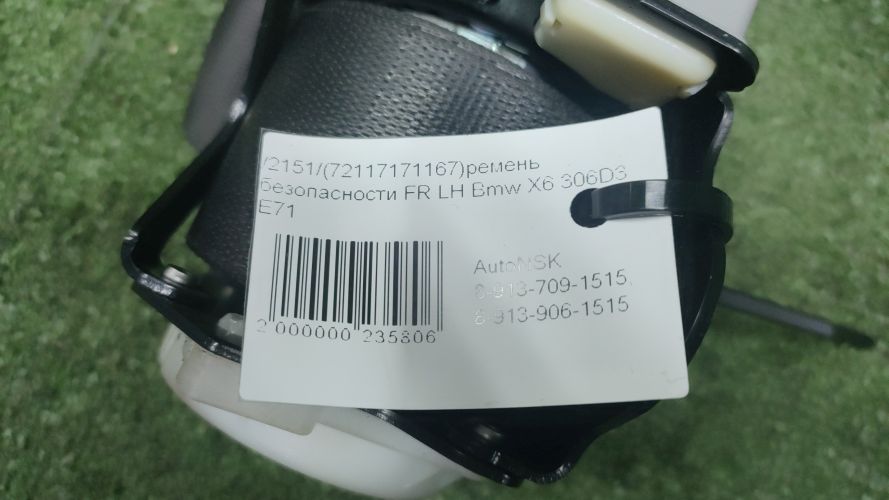 /2151/(72117171167)ремень
безопасности FR LH Bmw X6 306D3
E71
2 000000 235806
AutoNSK
8-913-709-1515,
8-913-906-1515